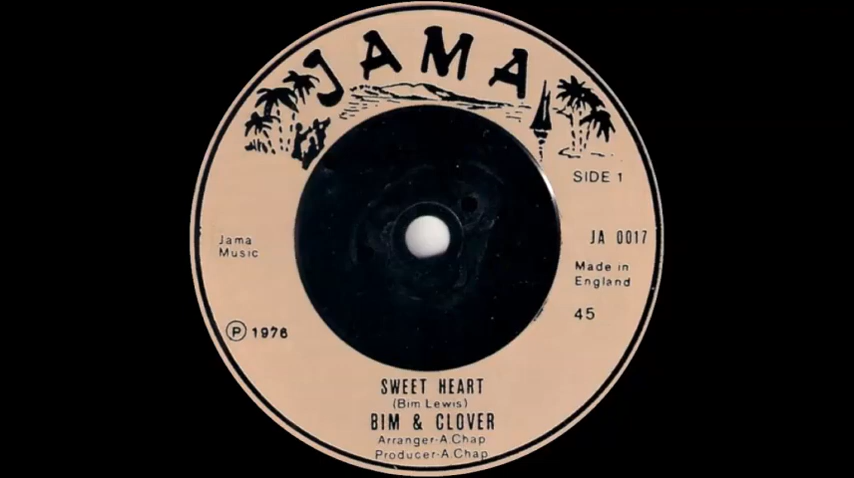 JAMA
SIDE 1
JA 0017
Jama
Music
Made in
England
45
℗ 1976
SWEET HEART
(Bim Lewis)
BIM & CLOVER
Arranger-A.Chap
Producer-A.Chap